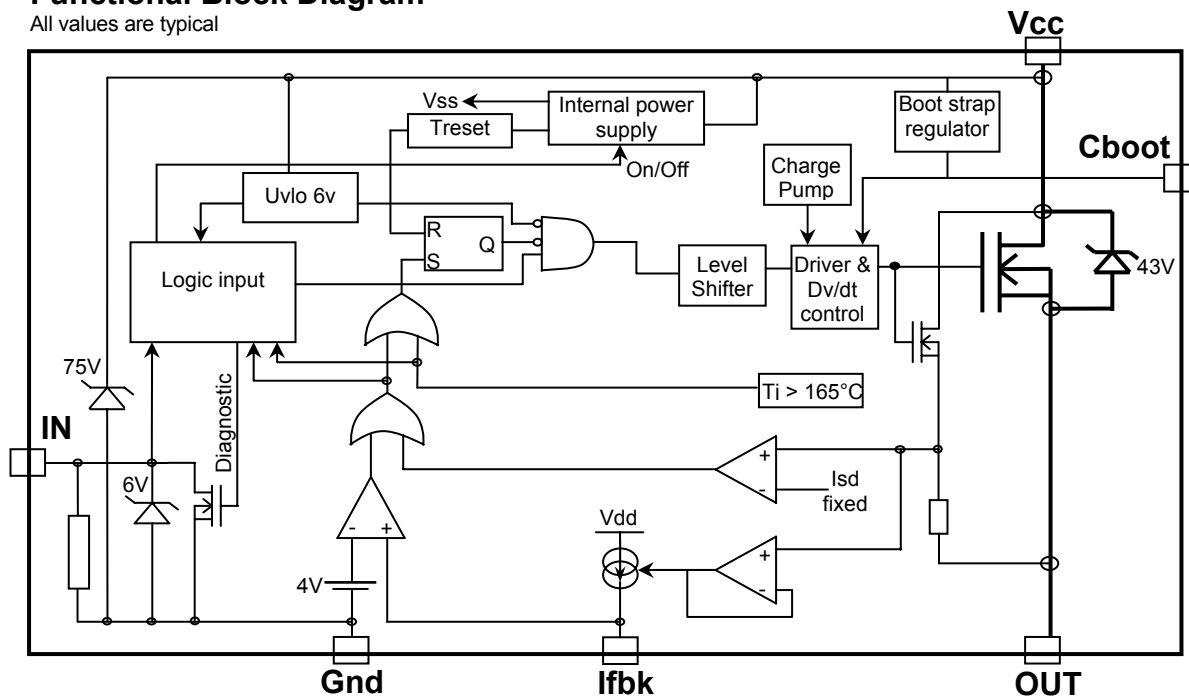 Functional Block Diagram
All values are typical
Vcc
Vss
Internal power
supply
Treset
On/Off
Boot strap
regulator
Cboot
Charge
Pump
Uvlo 6v
R
S
Q
Logic input
Level
Shifter
Driver &
Dv/dt
control
43V
75V
Diagnostic
Tj > 165°C
IN
6V
+
-
Isd
fixed
- +
Vdd
+
-
4V
Gnd
Ifbk
OUT